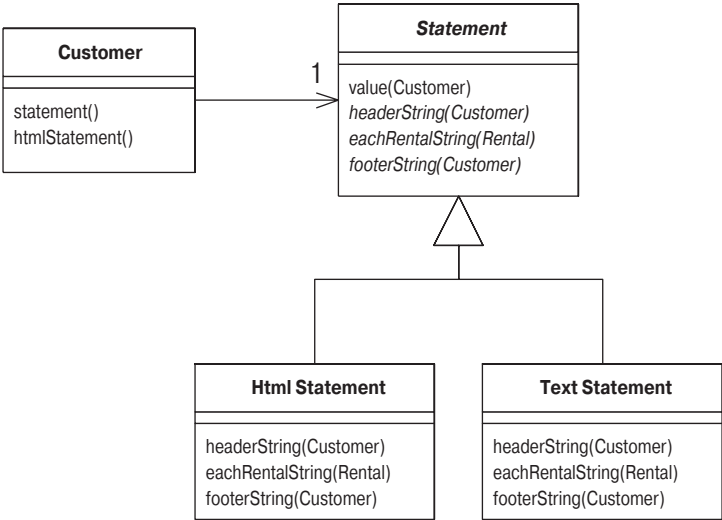 Customer
statement()
htmlStatement()
1
Statement
value(Customer)
headerString(Customer)
eachRentalString(Rental)
footerString(Customer)
Html Statement
headerString(Customer)
eachRentalString(Rental)
footerString(Customer)
Text Statement
headerString(Customer)
eachRentalString(Rental)
footerString(Customer)